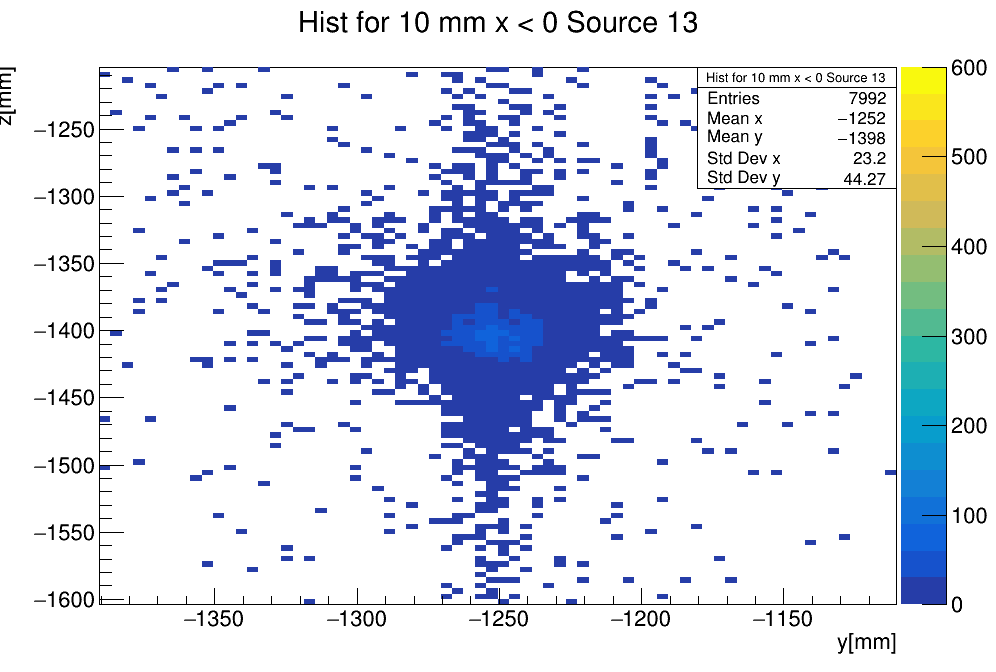 Hist for 10 mm x < 0 Source 13
z[mm]
Hist for 10 mm x < 0 Source 13
Entries 7992
Mean x −1252
Mean y −1398
Std Dev x 23.2
Std Dev y 44.27
−1250
−1300
−1350
−1400
−1450
−1500
−1550
−1600
−1350 −1300 −1250 −1200 −1150
y[mm]
600
500
400
300
200
100
0